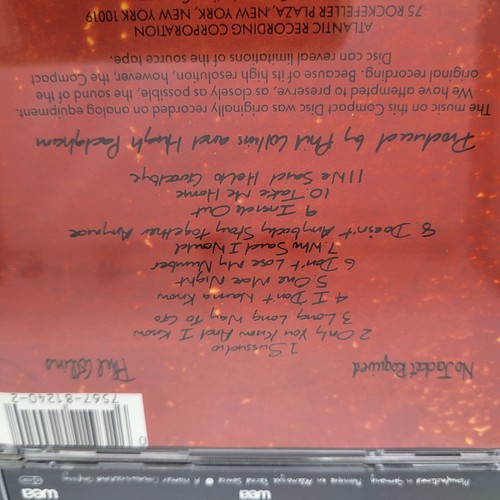 No Jacket Required
Phil Collins
7567-81240-2
0
1 Sussudio
2 Only You Know And I Know
3 Long Long Way To Go
4 I Don't Wanna Know
5. One More Night
6 Don't Lose My Number
7. Who Said I Would
8 Doesn't Anybody Stay Together Anymore
9 Inside Out
10. Take Me Home
11 We Said Hello Goodbye
Produced by Phil Collins and Hugh Padgham
The music on this Compact Disc was originally recorded on analog equipment.
We have attempted to preserve, as closely as possible, the sound of the
original recording. Because of its high resolution, however, the Compact
Disc can reveal limitations of the source tape.
ATLANTIC RECORDING CORPORATION
75 ROCKEFELLER PLAZA, NEW YORK, NEW YORK 10019
wea
wea